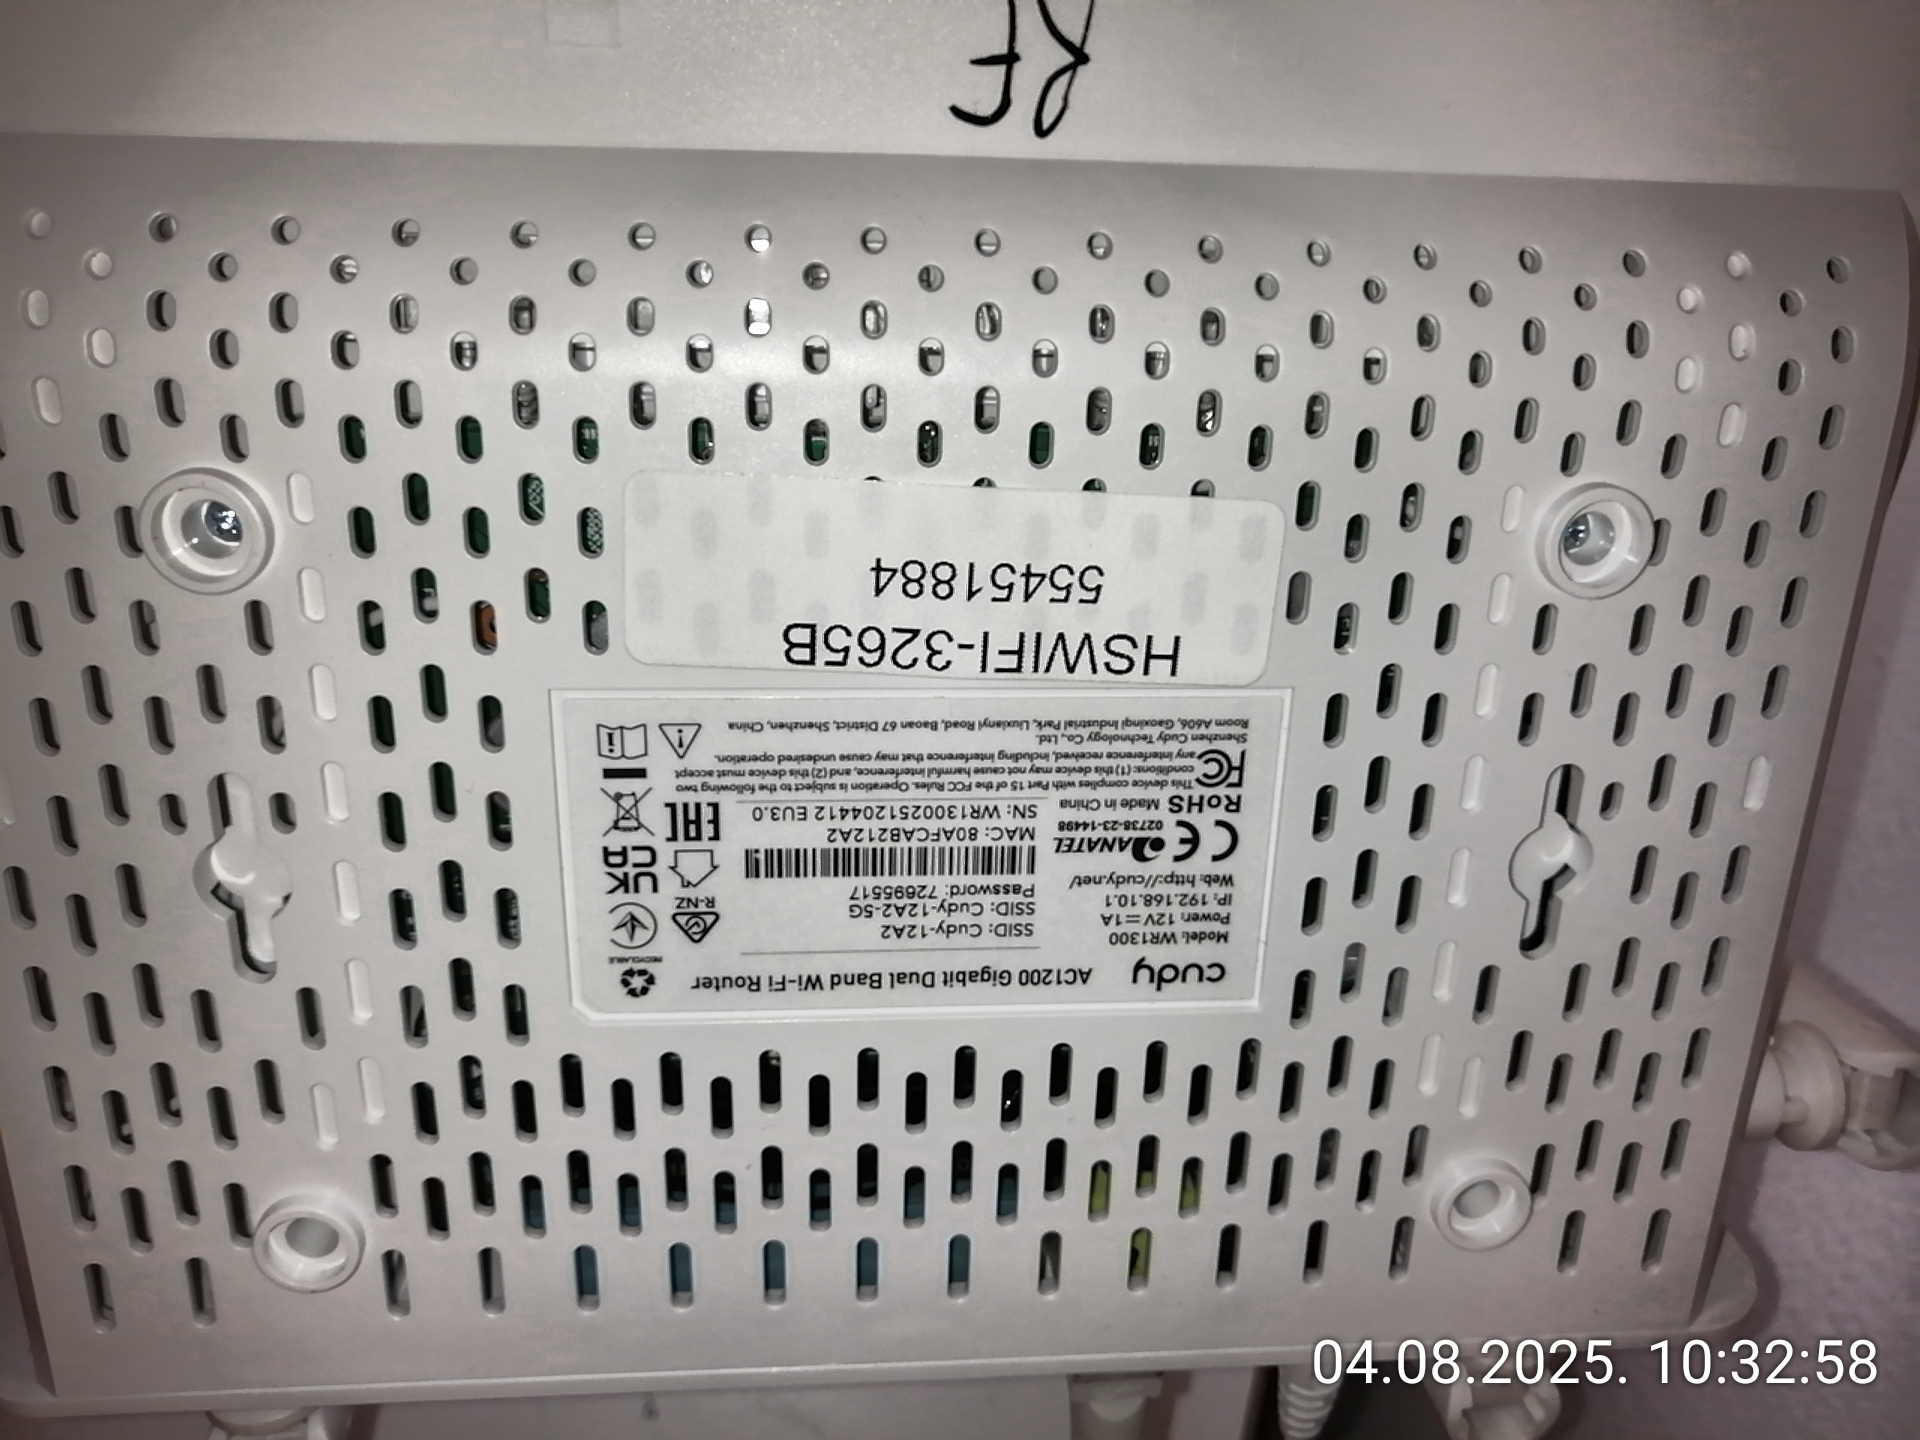 RF
cudy AC1200 Gigabit Dual Band Wi-Fi Router
RECYCLABLE
Model: WR1300
Power: 12V⎓1A
IP: 192.168.10.1
Web: http://cudy.net/
SSID: Cudy-12A2
SSID: Cudy-12A2-5G
Password: 72695517
R-NZ
UK
CA
CE ANATEL
02738-23-14498
MAC: 80AFCAB212A2
SN: WR1300251204412 EU3.0
EAC
RoHS Made in China
FC This device complies with Part 15 of the FCC Rules. Operation is subject to the following two
conditions: (1) this device may not cause harmful interference, and (2) this device must accept
any interference received, including interference that may cause undesired operation.
Shenzhen Cudy Technology Co., Ltd.
Room A606, Gaoxinqi Industrial Park, Liuxianyi Road, Baoan 67 District, Shenzhen, China
HSWIFI-3265B
55451884
04.08.2025. 10:32:58